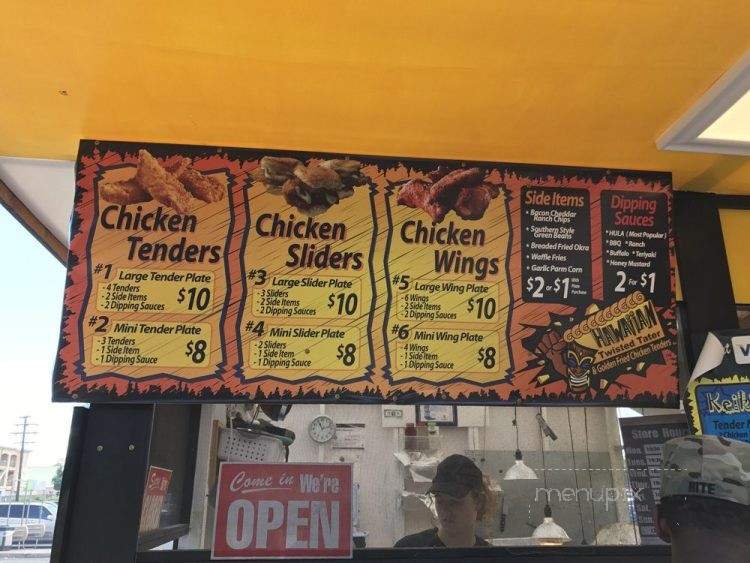 Chicken
Tenders
#1 Large Tender Plate
- 4 Tenders
- 2 Side Items
- 2 Dipping Sauces
$10
#2 Mini Tender Plate
- 3 Tenders
- 1 Side Item
- 1 Dipping Sauce
$8
Chicken
Sliders
#3 Large Slider Plate
- 3 Sliders
- 2 Side Items
- 2 Dipping Sauces
$10
#4 Mini Slider Plate
- 2 Sliders
- 1 Side Item
- 1 Dipping Sauce
$8
Chicken
Wings
#5 Large Wing Plate
- 6 Wings
- 2 Side Items
- 2 Dipping Sauces
$10
#6 Mini Wing Plate
- 4 Wings
- 1 Side Item
- 1 Dipping Sauce
$8
Side Items
• Bacon Cheddar
Ranch Chips
• Southern Style
Green Beans
• Breaded Fried Okra
• Waffle Fries
• Garlic Parm Corn
$2 or $1
Purchase
Dipping
Sauces
* HULA (Most Popular)
* BBQ * Ranch
* Buffalo * Teriyaki
* Honey Mustard
2 For $1
HAWAIIAN
Twisted Tater
& Golden Fried Chicken Tenders
Come in We're
OPEN
Store Hours
Tender
Chicken
menupix